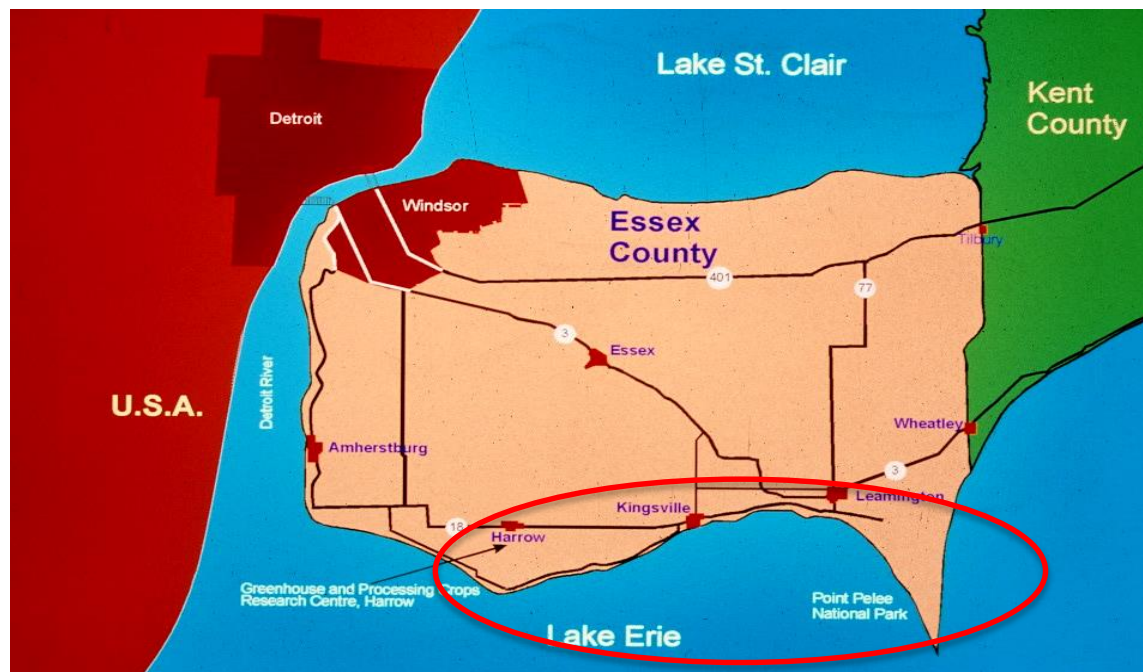 Lake St. Clair
Kent
County
Detroit
Windsor
Essex
County
Tilbury
401
77
3
Essex
U.S.A.
Detroit River
Amherstburg
Wheatley
3
Leamington
Kingsville
18
Harrow
Greenhouse and Processing Crops
Research Centre, Harrow
Point Pelee
National Park
Lake Erie